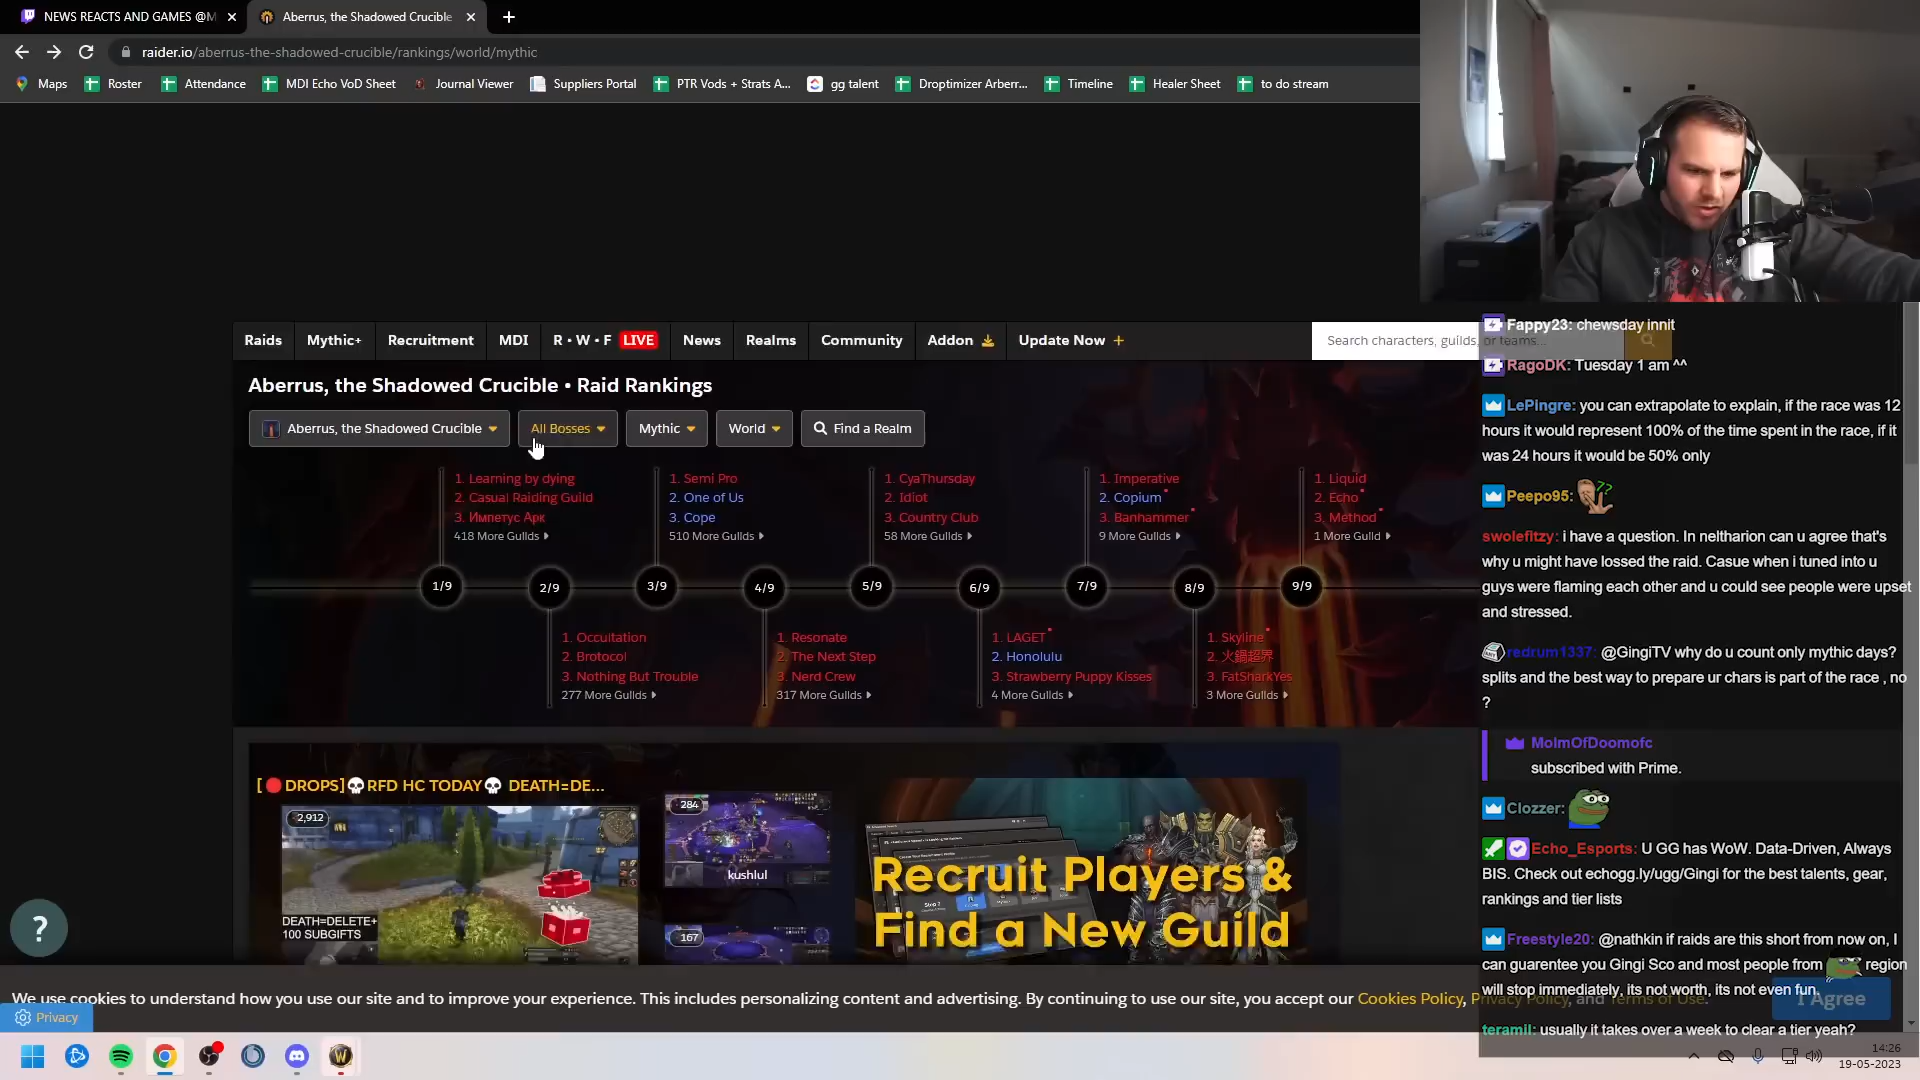 NEWS REACTS AND GAMES @M
Aberrus, the Shadowed Crucible
raider.io/aberrus-the-shadowed-crucible/rankings/world/mythic
Maps Roster Attendance MDI Echo VoD Sheet Journal Viewer Suppliers Portal PTR Vods + Strats A... gg talent Droptimizer Arberr... Timeline Healer Sheet to do stream
Raids Mythic+ Recruitment MDI R•W•F LIVE News Realms Community Addon Update Now +
Search characters, guilds, or teams...
Aberrus, the Shadowed Crucible • Raid Rankings
Aberrus, the Shadowed Crucible All Bosses Mythic World Find a Realm
1. Learning by dying
2. Casual Raiding Guild
3. Импетус Арк
418 More Guilds
1. Semi Pro
2. One of Us
3. Cope
510 More Guilds
1. CyaThursday
2. Idiot
3. Country Club
58 More Guilds
1. Imperative
2. Copium
3. Banhammer
9 More Guilds
1. Liquid
2. Echo
3. Method
1 More Guild
1/9 2/9 3/9 4/9 5/9 6/9 7/9 8/9 9/9
1. Occultation
2. Brotocol
3. Nothing But Trouble
277 More Guilds
1. Resonate
2. The Next Step
3. Nerd Crew
317 More Guilds
1. LAGET
2. Honolulu
3. Strawberry Puppy Kisses
4 More Guilds
1. Skyline
2. 火鍋超界
3. FatSharkYes
3 More Guilds
[🔴DROPS]💀RFD HC TODAY💀 DEATH=DE...
2,912
DEATH=DELETE+
100 SUBGIFTS
284
kushlul
167
Recruit Players &
Find a New Guild
We use cookies to understand how you use our site and to improve your experience. This includes personalizing content and advertising. By continuing to use our site, you accept our Cookies Policy, Privacy Policy, and Terms of Use.
I Agree
Privacy
?
Fappy23: chewsday innit
RagoDK: Tuesday 1 am ^^
LePingre: you can extrapolate to explain, if the race was 12
hours it would represent 100% of the time spent in the race, if it
was 24 hours it would be 50% only
Peepo95:
swolefitzy: i have a question. In neltharion can u agree that's
why u might have lossed the raid. Casue when i tuned into u
guys were flaming each other and u could see people were upset
and stressed.
redrum1337: @GingiTV why do u count only mythic days?
splits and the best way to prepare ur chars is part of the race , no
?
MolmOfDoomofc
subscribed with Prime.
Clozzer:
Echo_Esports: U GG has WoW. Data-Driven, Always
BIS. Check out echogg.ly/ugg/Gingi for the best talents, gear,
rankings and tier lists
Freestyle20: @nathkin if raids are this short from now on, I
can guarentee you Gingi Sco and most people from region
will stop immediately, its not worth, its not even fun.
teramil: usually it takes over a week to clear a tier yeah?
14:26
19-05-2023